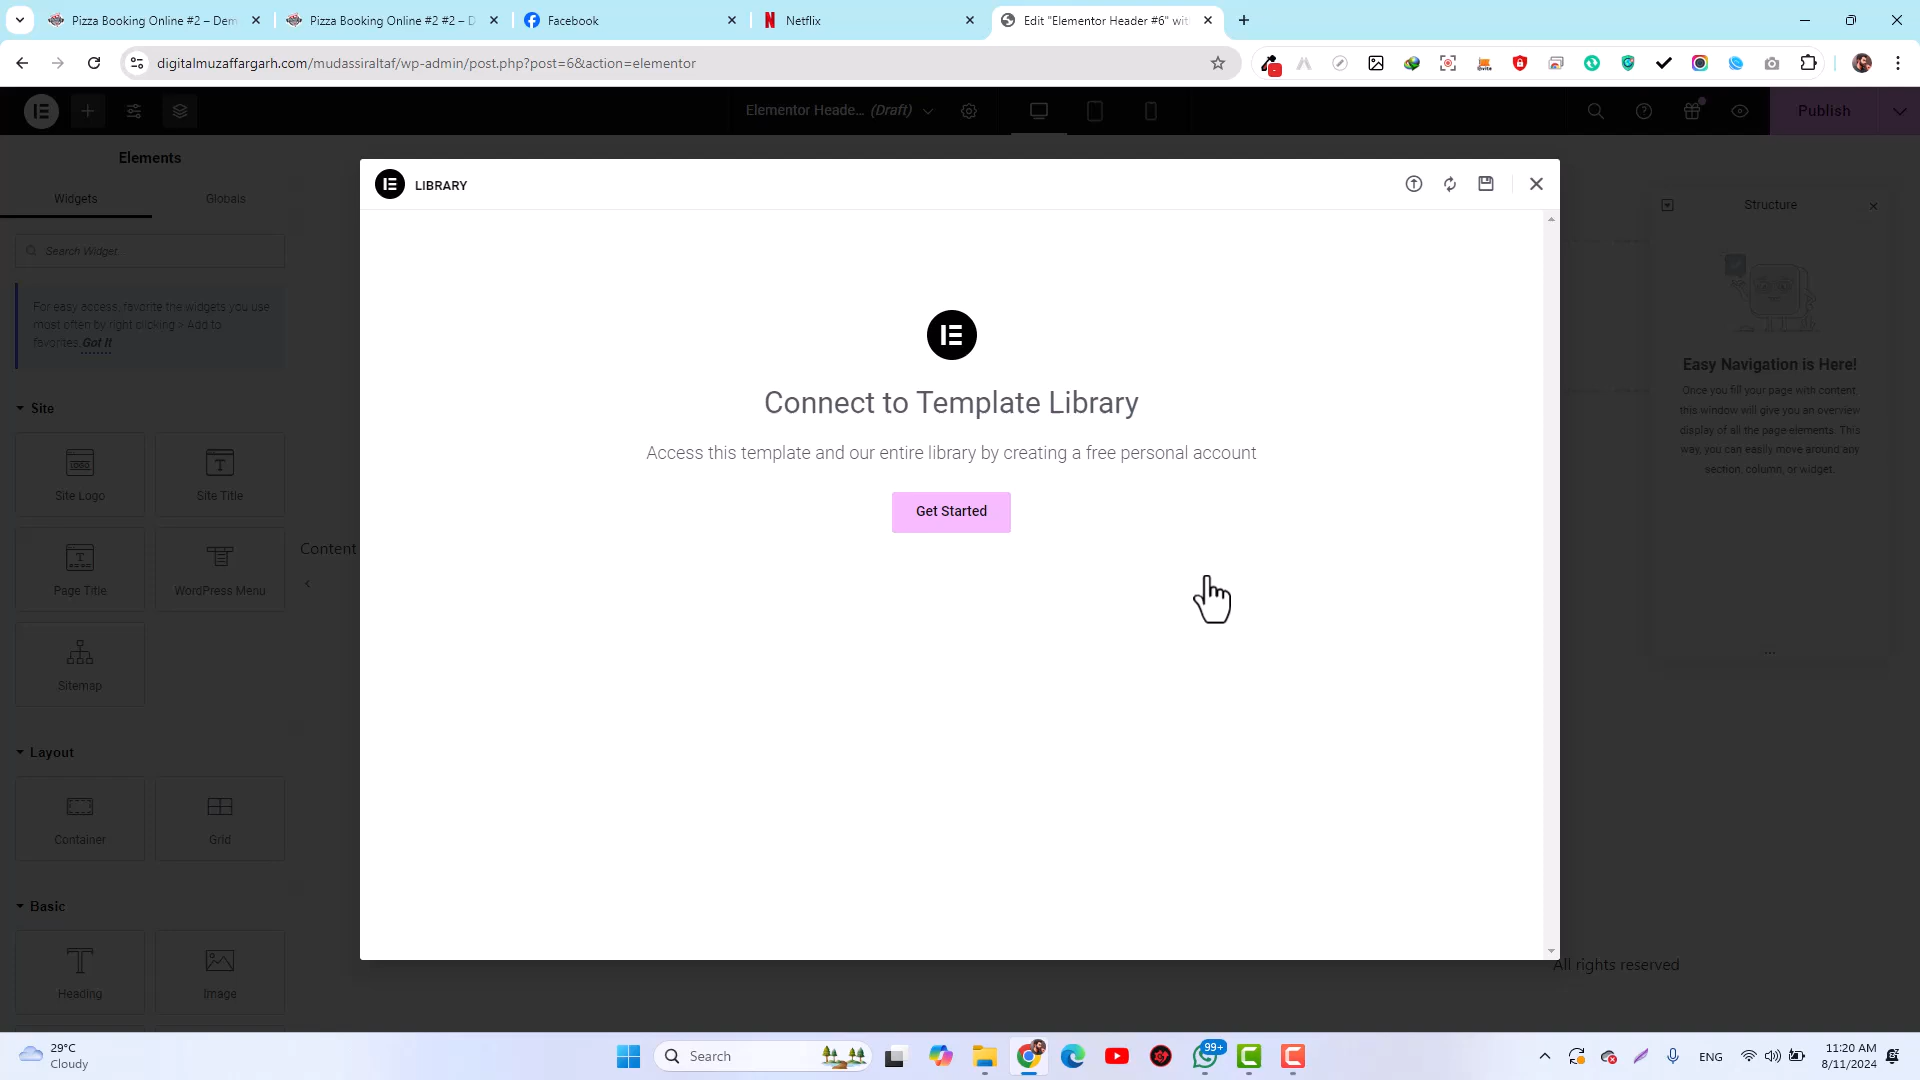 Pizza Booking Online #2 – Dem
Pizza Booking Online #2 #2 – D
Facebook
Netflix
Edit "Elementor Header #6" wit
digitalmuzaffargarh.com/mudassiraltaf/wp-admin/post.php?post=6&action=elementor
Elementor Heade... (Draft)
Publish
Elements
Widgets
Globals
Search Widget
For easy access, favorite the widgets you use
most often by right clicking > Add to
favorites. Got It
Site
LOGO
Site Logo
Site Title
Page Title
WordPress Menu
Sitemap
Layout
Container
Grid
Basic
Heading
Image
Content
LIBRARY
Connect to Template Library
Access this template and our entire library by creating a free personal account
Get Started
Structure
Easy Navigation is Here!
Once you fill your page with content,
this window will give you an overview
display of all the page elements. This
way, you can easily move around any
section, column, or widget.
All rights reserved
29°C
Cloudy
Search
99+
ENG
11:20 AM
8/11/2024